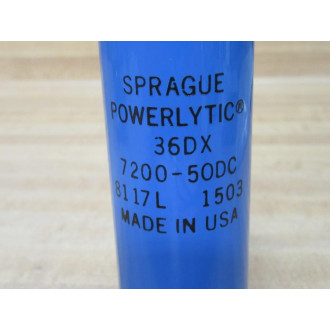 SPRAGUE
POWERLYTIC®
36DX
7200-50DC
8117L 1503
MADE IN USA